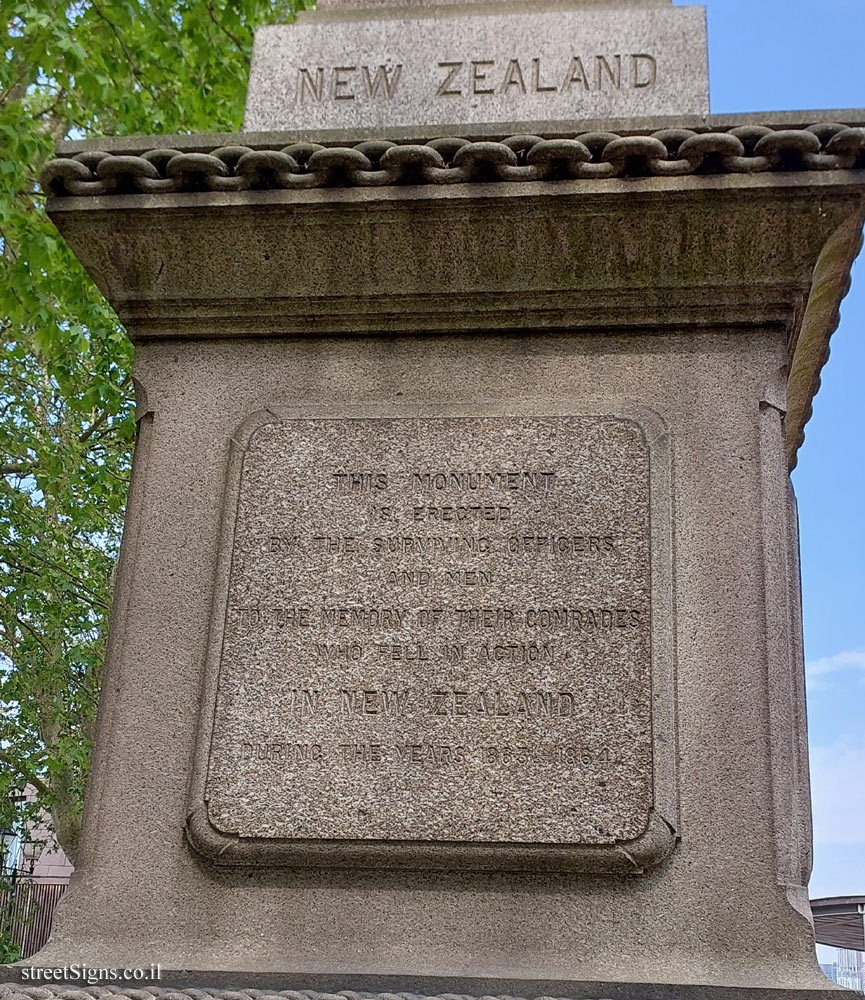 NEW ZEALAND
THIS MONUMENT
IS ERECTED
BY THE SURVIVING OFFICERS
AND MEN
TO THE MEMORY OF THEIR COMRADES
WHO FELL IN ACTION
IN NEW ZEALAND
DURING THE YEARS 1863-1864
streetSigns.co.il